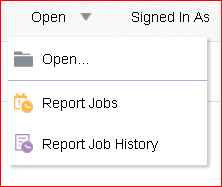 Open Signed In As
Open...
Report Jobs
Report Job History